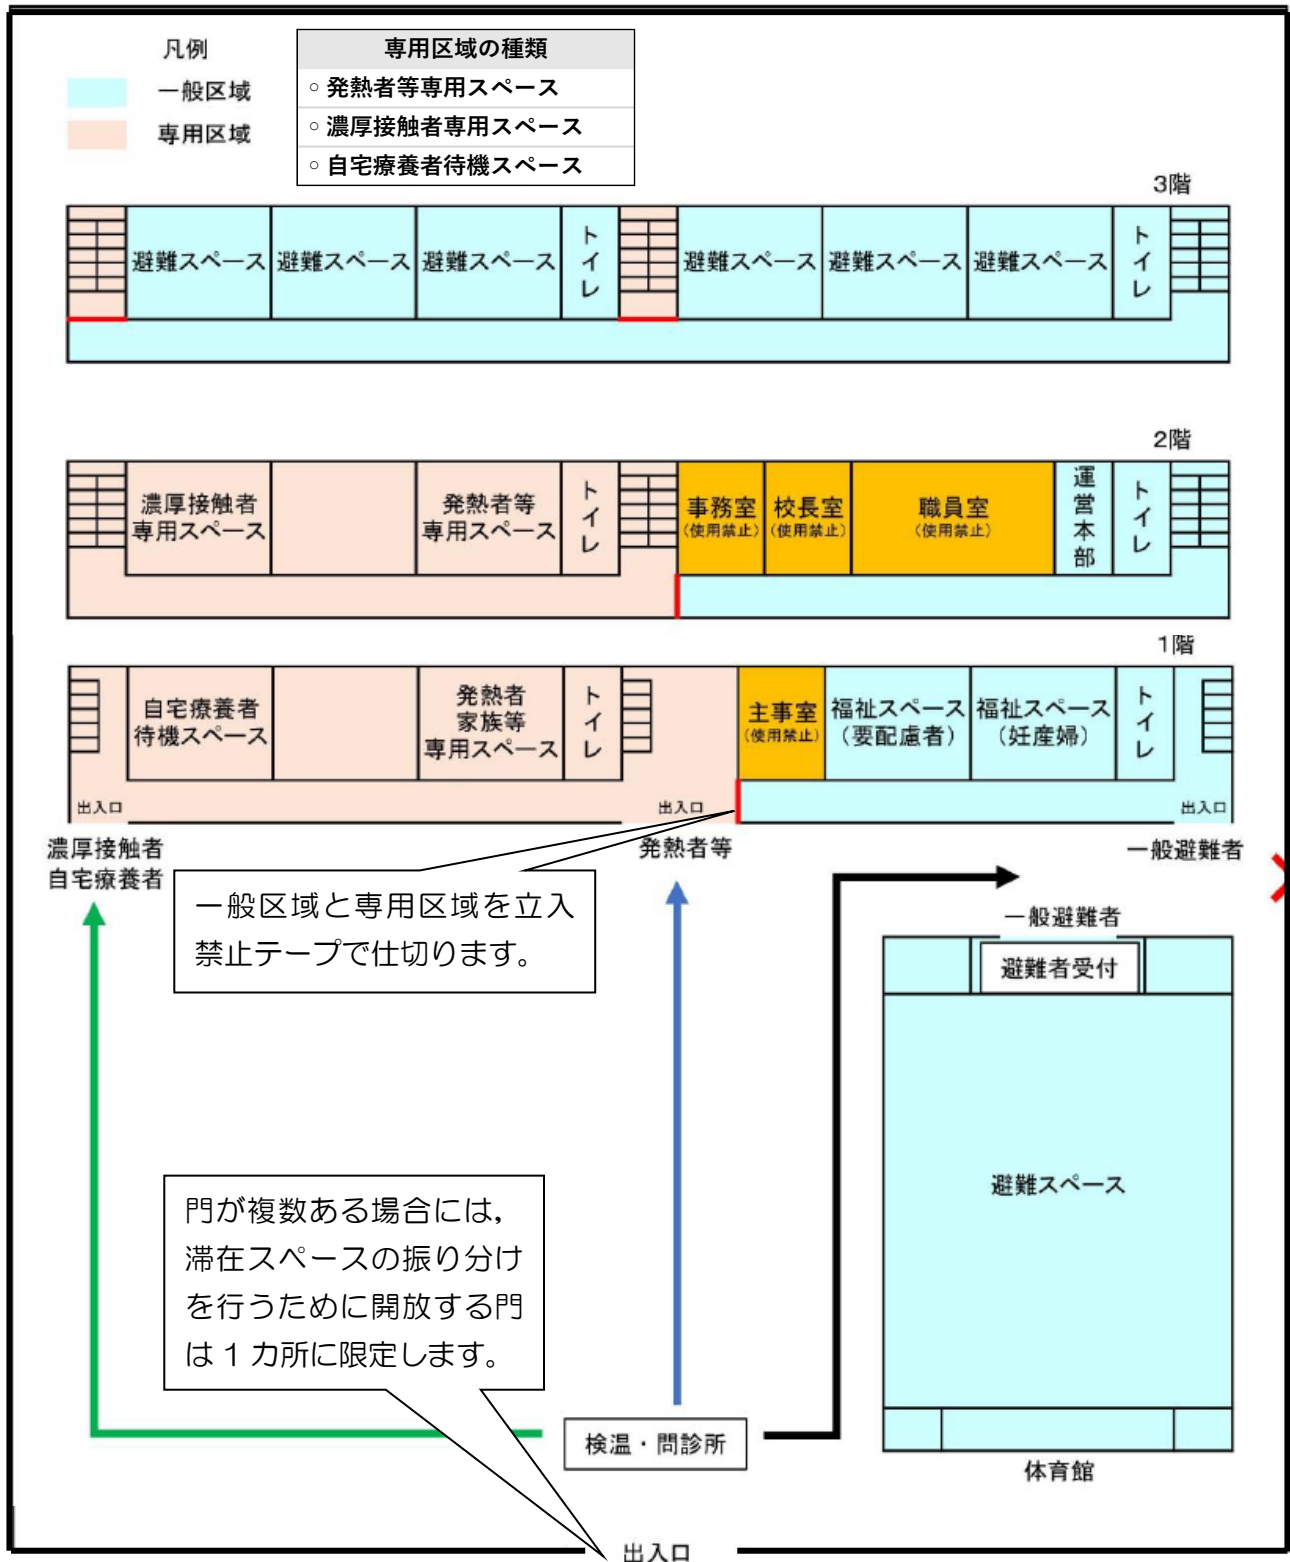 凡例
一般区域
専用区域
専用区域の種類
○ 発熱者等専用スペース
○ 濃厚接触者専用スペース
○ 自宅療養者待機スペース
3階
避難スペース
避難スペース
避難スペース
トイレ
避難スペース
避難スペース
避難スペース
トイレ
2階
濃厚接触者
専用スペース
発熱者等
専用スペース
トイレ
事務室
(使用禁止)
校長室
(使用禁止)
職員室
(使用禁止)
運営本部
トイレ
1階
自宅療養者
待機スペース
発熱者
家族等
専用スペース
トイレ
主事室
(使用禁止)
福祉スペース
(要配慮者)
福祉スペース
(妊産婦)
トイレ
出入口
出入口
出入口
濃厚接触者
自宅療養者
発熱者等
一般避難者
一般区域と専用区域を立入
禁止テープで仕切ります。
一般避難者
避難者受付
避難スペース
門が複数ある場合には，
滞在スペースの振り分け
を行うために開放する門
は 1 カ所に限定します。
検温・問診所
体育館
出入口